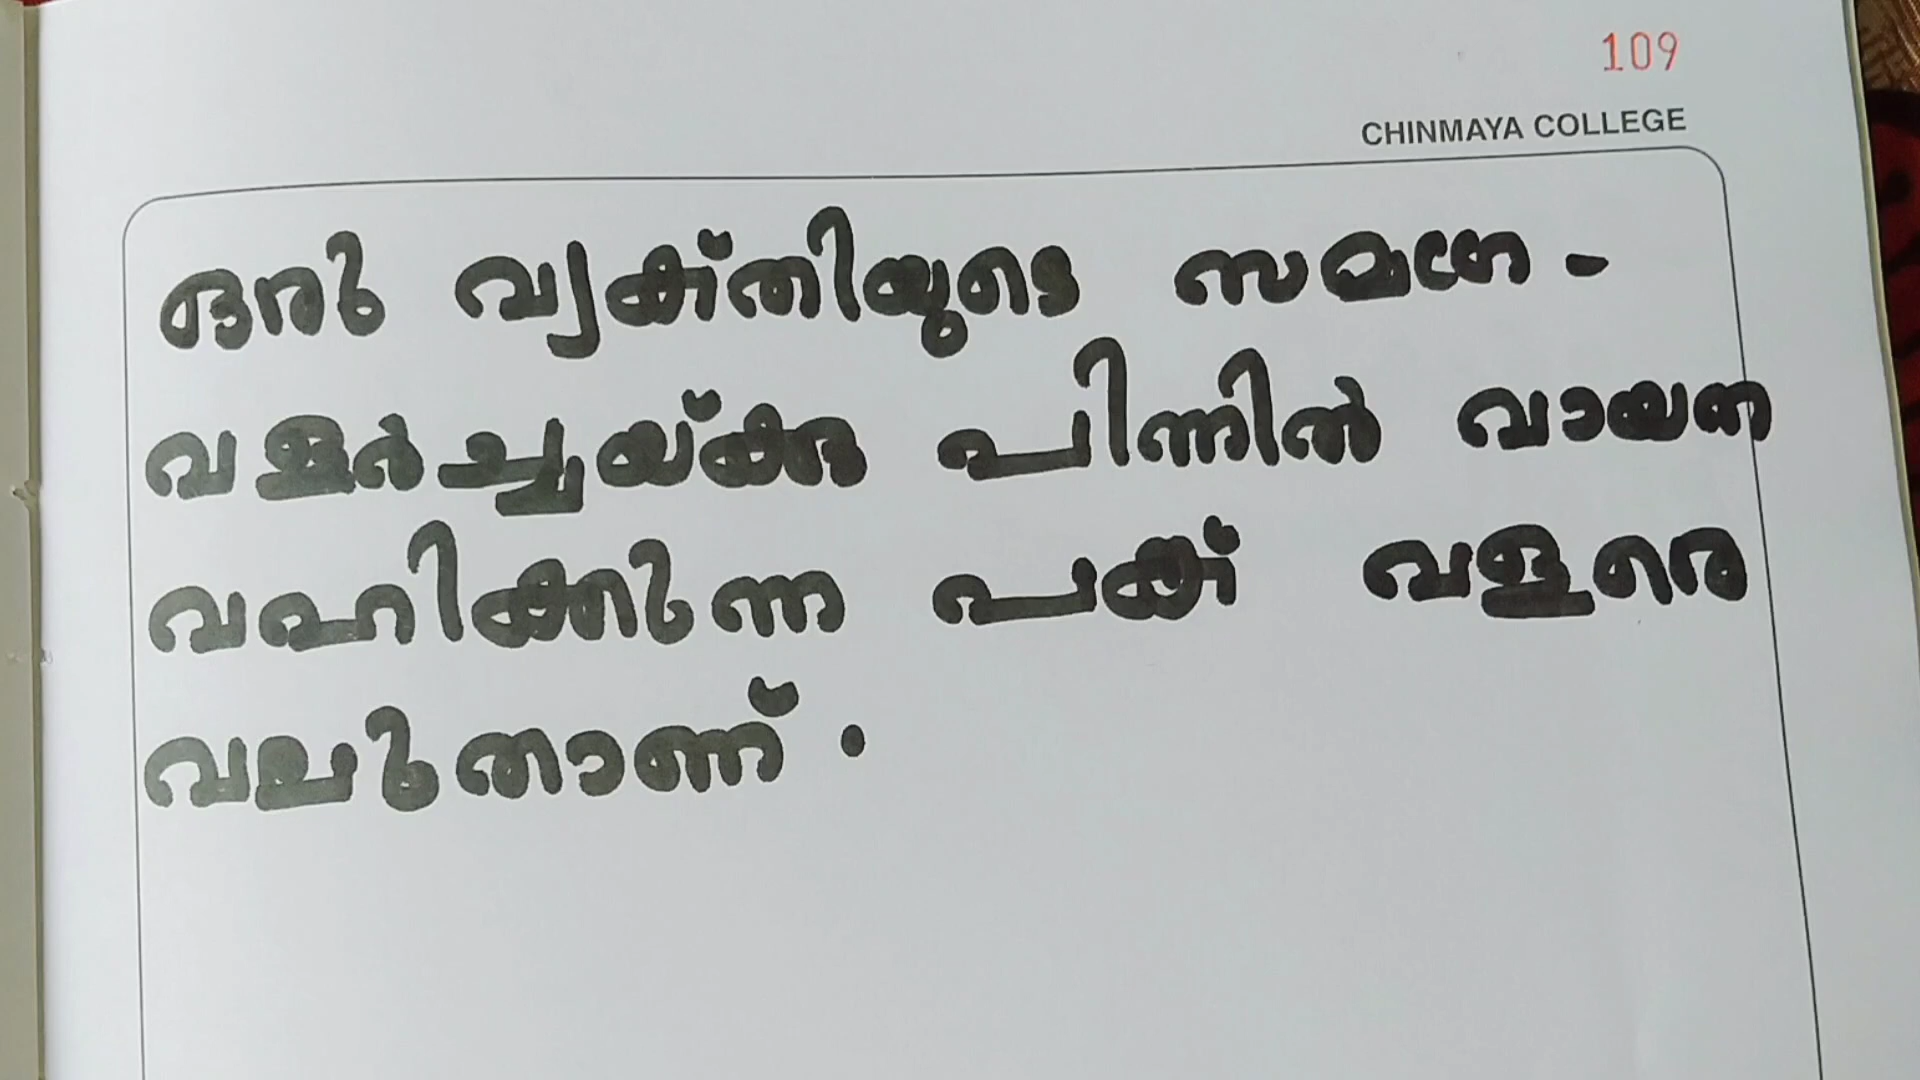 109
CHINMAYA COLLEGE
ഒരു വ്യക്തിയുടെ സമഗ്ര -
വളർച്ചയ്ക്കു പിന്നിൽ വായന
വഹിക്കുന്ന പങ്ക് വളരെ
വലുതാണ്.